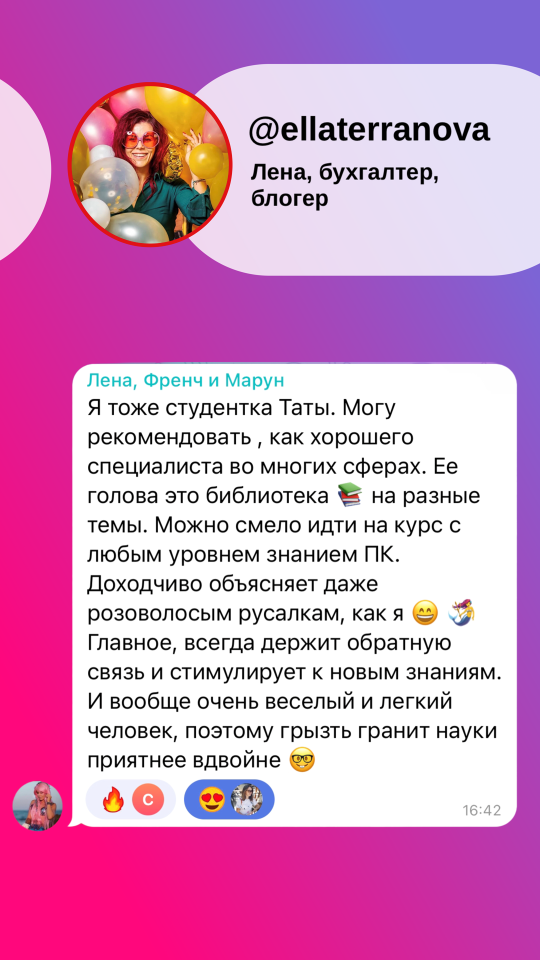 @ellaterranova
Лена, бухгалтер,
блогер
Лена, Френч и Марун
Я тоже студентка Таты. Могу
рекомендовать , как хорошего
специалиста во многих сферах. Ее
голова это библиотека 📚 на разные
темы. Можно смело идти на курс с
любым уровнем знанием ПК.
Доходчиво объясняет даже
розоволосым русалкам, как я 😄 🧜‍♀️
Главное, всегда держит обратную
связь и стимулирует к новым знаниям.
И вообще очень веселый и легкий
человек, поэтому грызть гранит науки
приятнее вдвойне 🤓
С
16:42